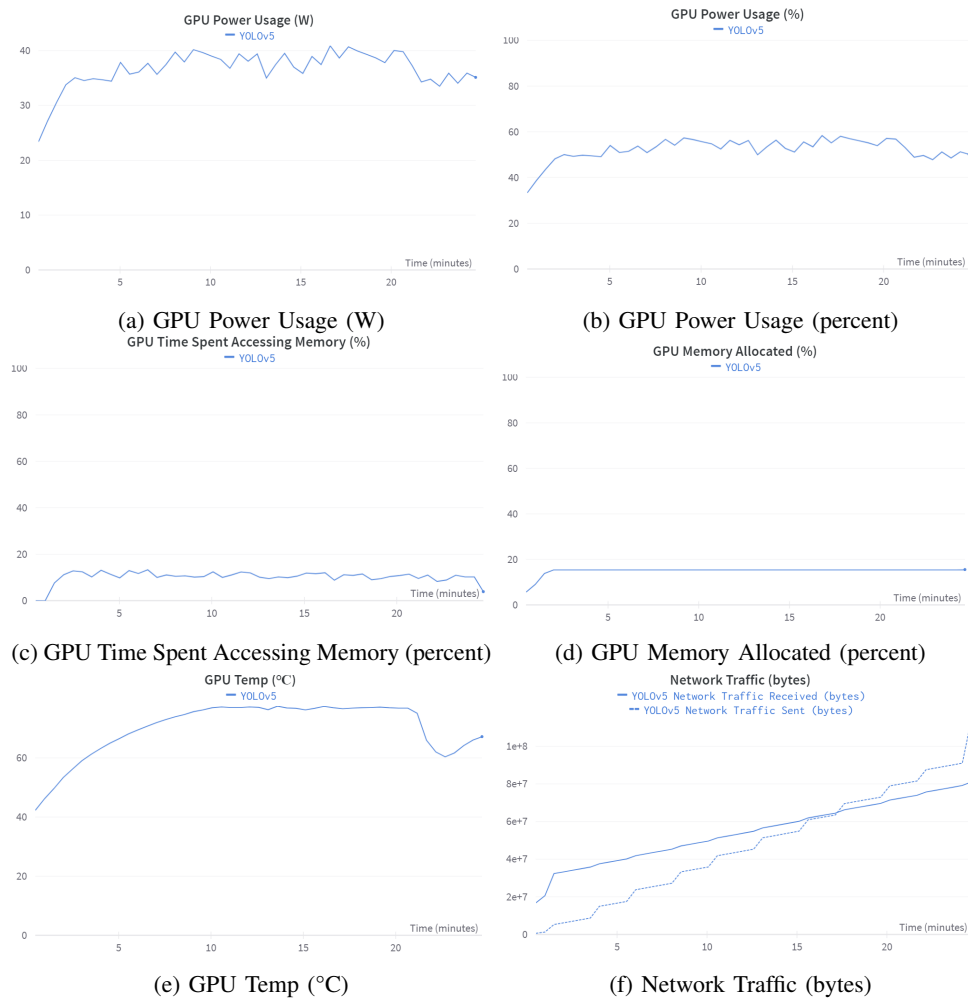 GPU Power Usage (W)
YOLOv5
40
30
20
10
0
5
10
15
20
Time (minutes)
(a) GPU Power Usage (W)
GPU Power Usage (%)
YOLOv5
100
80
60
40
20
0
5
10
15
20
Time (minutes)
(b) GPU Power Usage (percent)
GPU Time Spent Accessing Memory (%)
YOLOv5
100
80
60
40
20
0
5
10
15
20
Time (minutes)
(c) GPU Time Spent Accessing Memory (percent)
GPU Memory Allocated (%)
YOLOv5
100
80
60
40
20
0
5
10
15
20
Time (minutes)
(d) GPU Memory Allocated (percent)
GPU Temp (°C)
YOLOv5
60
40
20
0
5
10
15
20
Time (minutes)
(e) GPU Temp (°C)
Network Traffic (bytes)
YOLOv5 Network Traffic Received (bytes)
YOLOv5 Network Traffic Sent (bytes)
1e+8
8e+7
6e+7
4e+7
2e+7
0
5
10
15
20
Time (minutes)
(f) Network Traffic (bytes)